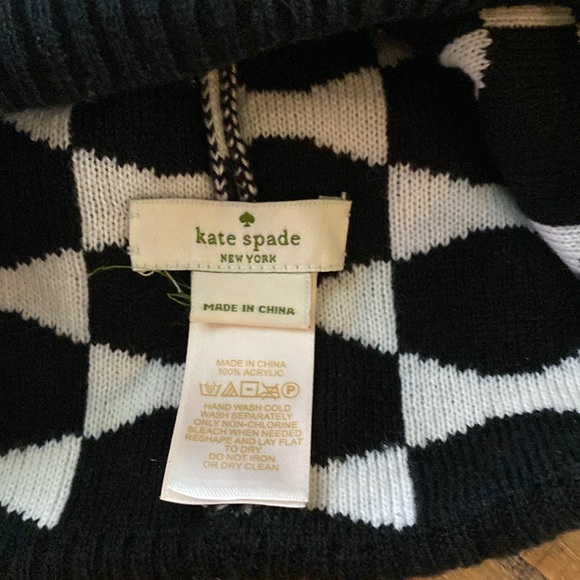 kate spade
NEW YORK
MADE IN CHINA
MADE IN CHINA
100% ACRYLIC
HAND WASH COLD
WASH SEPARATELY
ONLY NON-CHLORINE
BLEACH WHEN NEEDED
RESHAPE AND LAY FLAT
TO DRY
DO NOT IRON
OR DRY CLEAN